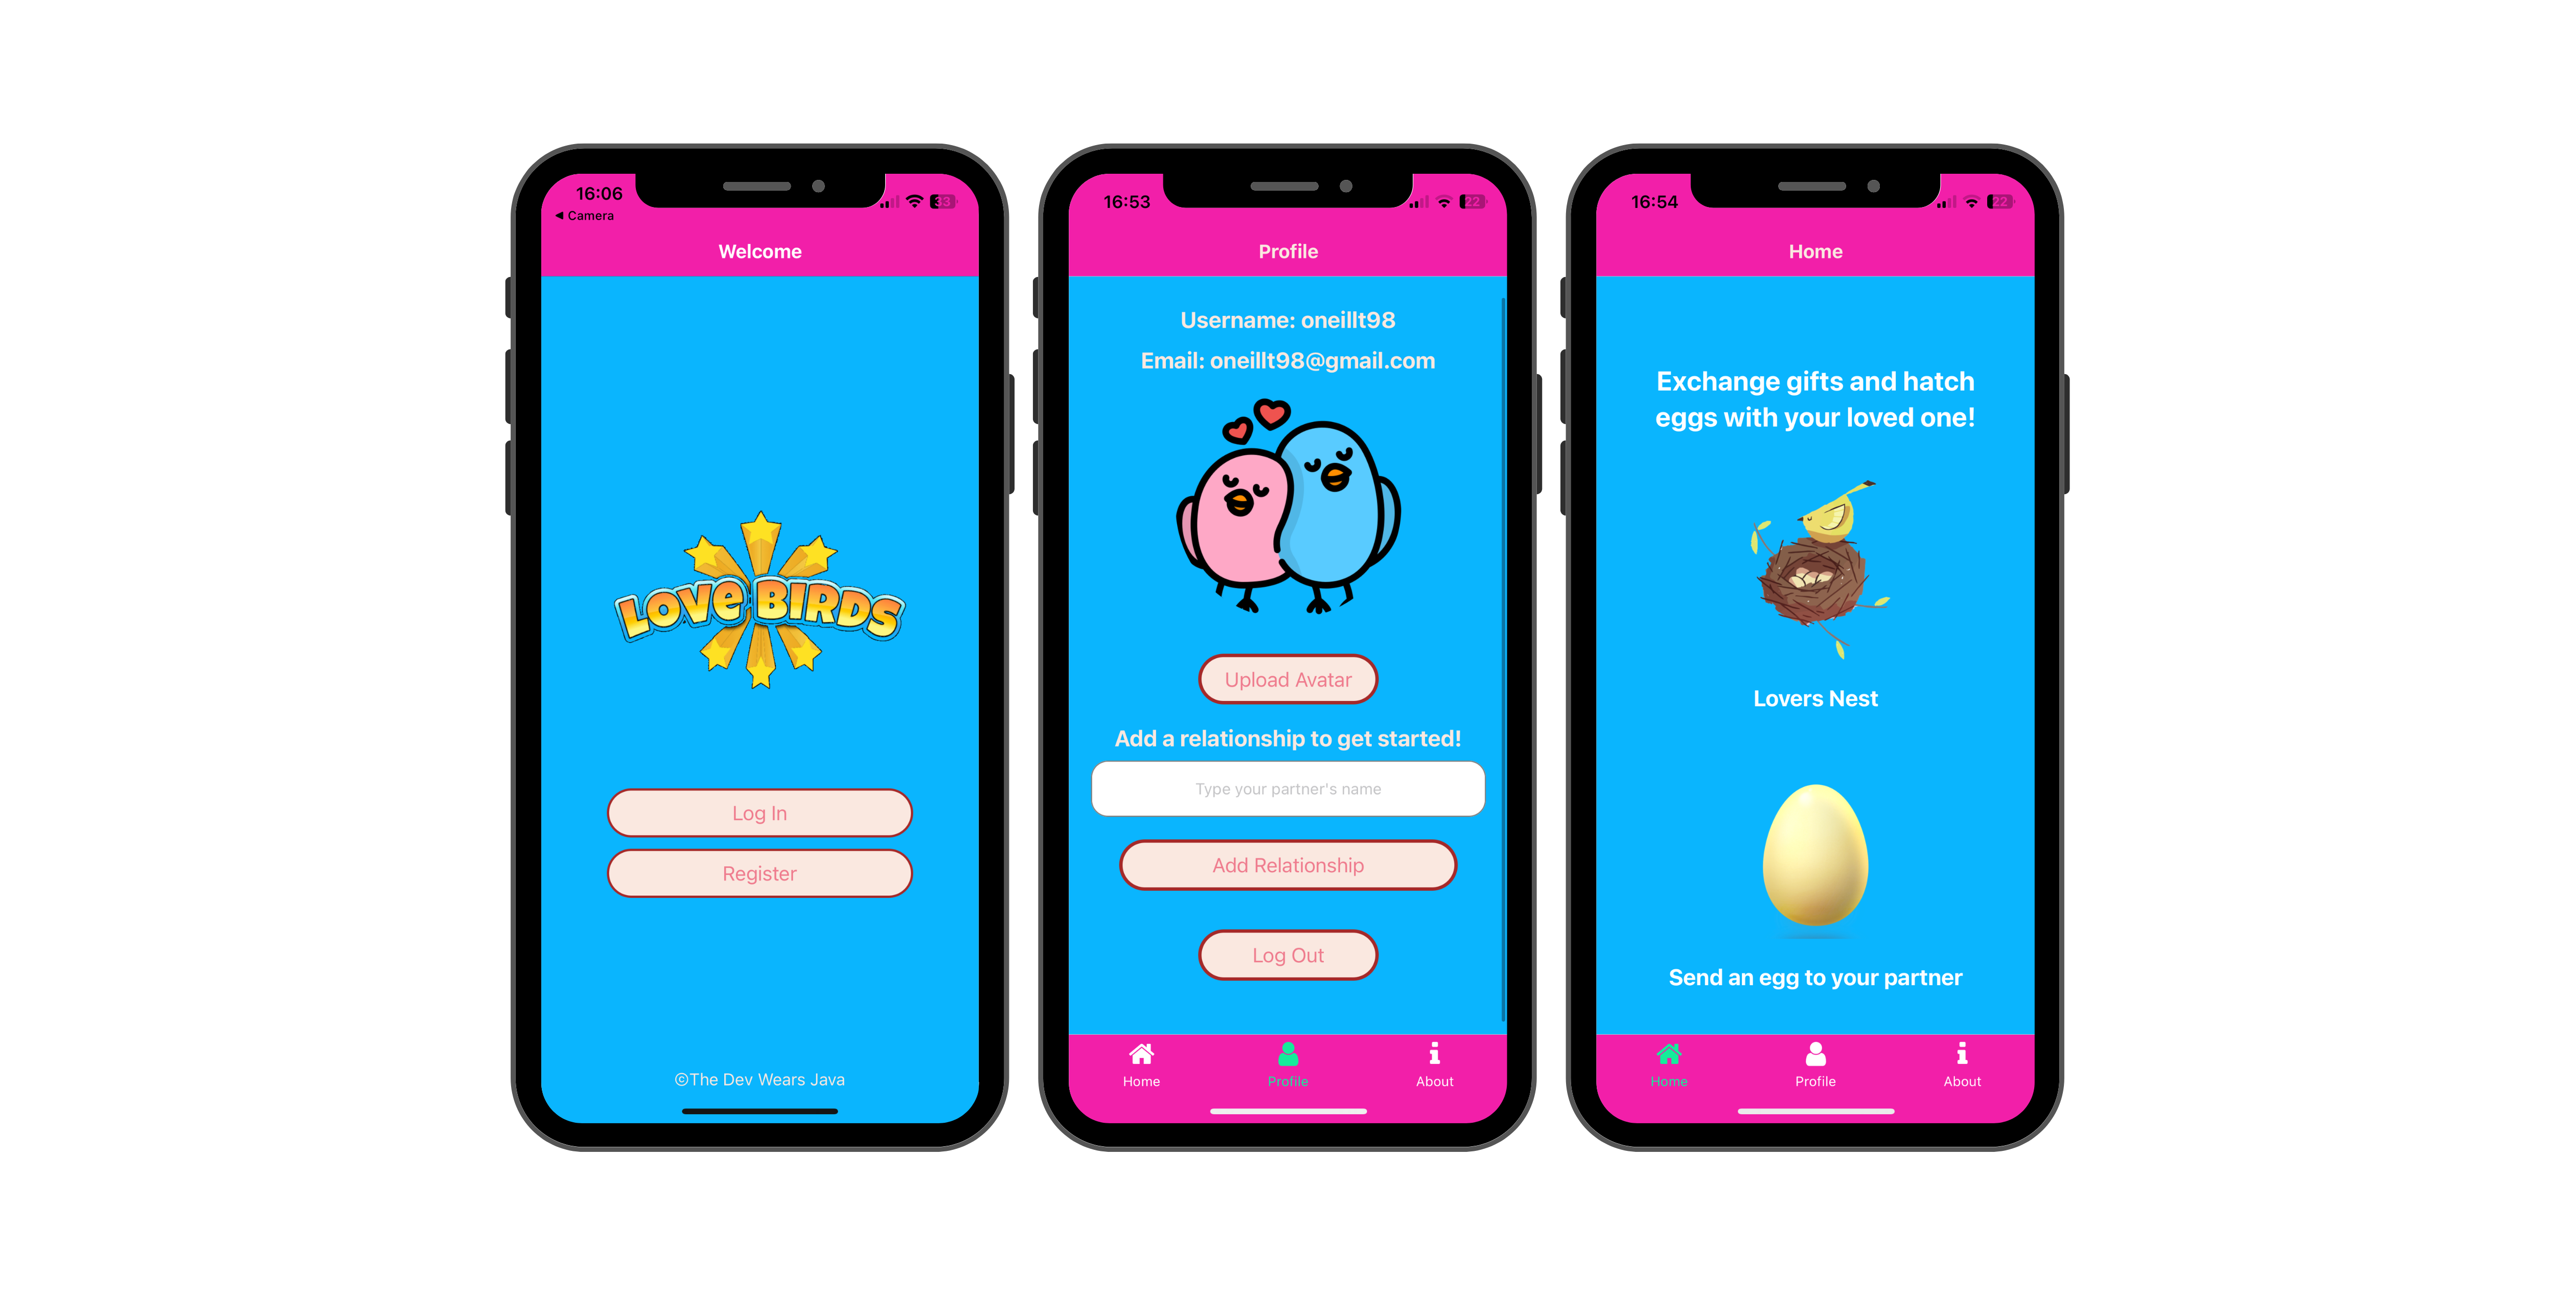 16:06
◀ Camera
33
Welcome
LOVE BIRDS
Log In
Register
©The Dev Wears Java
16:53
22
Profile
Username: oneillt98
Email: oneillt98@gmail.com
Upload Avatar
Add a relationship to get started!
Type your partner's name
Add Relationship
Log Out
Home
Profile
About
16:54
22
Home
Exchange gifts and hatch
eggs with your loved one!
Lovers Nest
Send an egg to your partner
Home
Profile
About